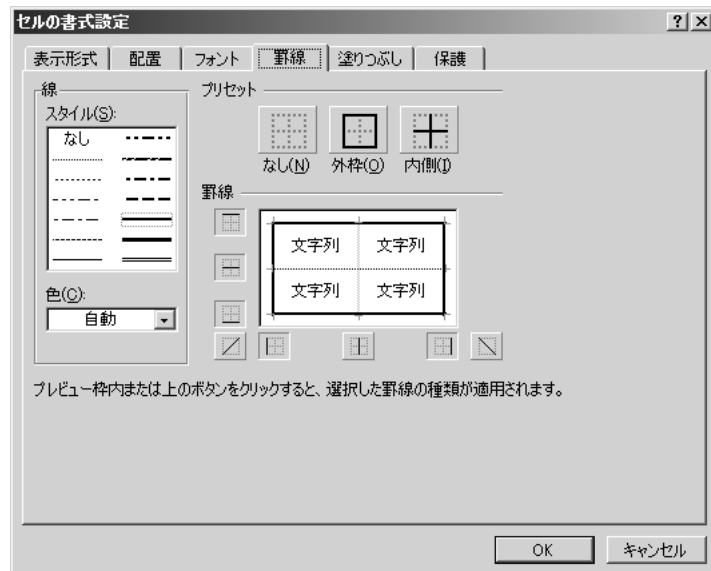 セルの書式設定
表示形式 配置 フォント 罫線 塗りつぶし 保護
線
スタイル(S):
なし
色(C):
自動
プリセット
なし(N) 外枠(O) 内側(I)
罫線
文字列 文字列
文字列 文字列
プレビュー枠内または上のボタンをクリックすると、選択した罫線の種類が適用されます。
OK キャンセル